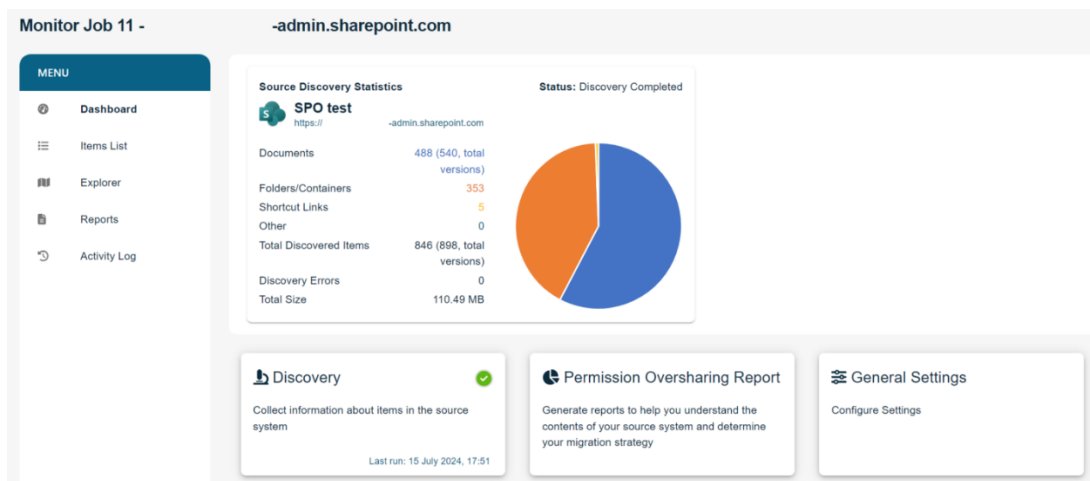 Monitor Job 11 - -admin.sharepoint.com
MENU
Dashboard
Items List
Explorer
Reports
Activity Log
Source Discovery Statistics
Status: Discovery Completed
S
SPO test
https:// -admin.sharepoint.com
Documents 488 (540, total
versions)
Folders/Containers 353
Shortcut Links 5
Other 0
Total Discovered Items 846 (898, total
versions)
Discovery Errors 0
Total Size 110.49 MB
Discovery
Collect information about items in the source
system
Last run: 15 July 2024, 17:51
Permission Oversharing Report
Generate reports to help you understand the
contents of your source system and determine
your migration strategy
General Settings
Configure Settings